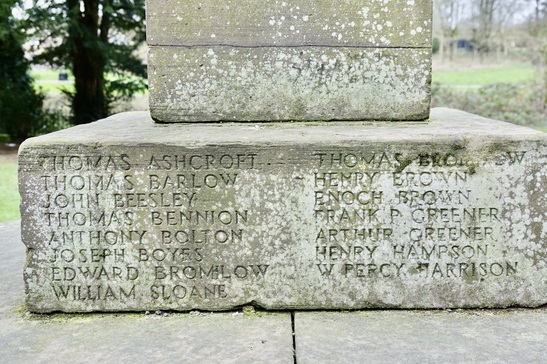 THOMAS ASHCROFT
THOMAS BARLOW
JOHN BEESLEY
THOMAS BENNION
ANTHONY BOLTON
JOSEPH BOYES
EDWARD BROMILOW
WILLIAM SLOANE
THOMAS
HENRY BROWN
ENOCH BROWN
FRANK P. GREENER
ARTHUR GREENER
HENRY HAMPSON
W. PERCY HARRISON